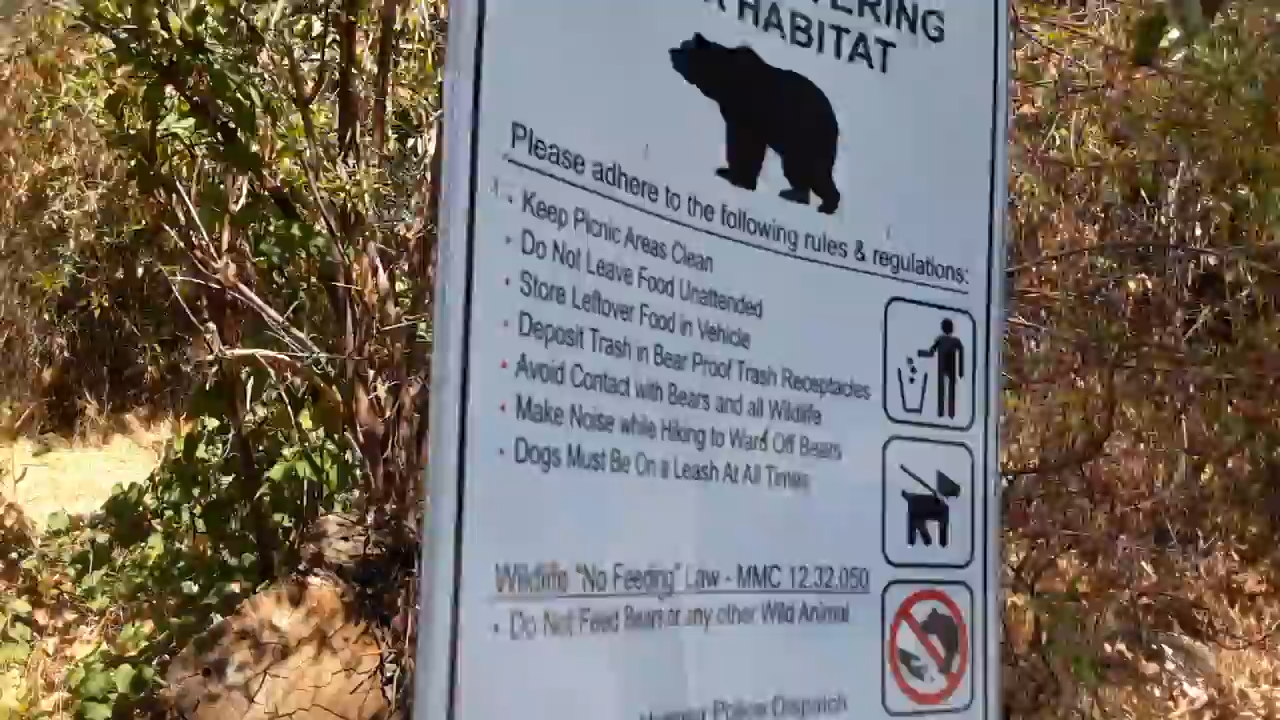 HABITAT
Please adhere to the following rules & regulations:
• Keep Picnic Areas Clean
• Do Not Leave Food Unattended
• Store Leftover Food in Vehicle
• Deposit Trash in Bear Proof Trash Receptacles
• Avoid Contact with Bears and all Wildlife
• Make Noise while Hiking to Ward Off Bears
• Dogs Must Be On a Leash At All Times
Wildlife "No Feeding" Law - MMC 12.32.050
• Do Not Feed Bears or any other Wild Animal
Police Dispatch